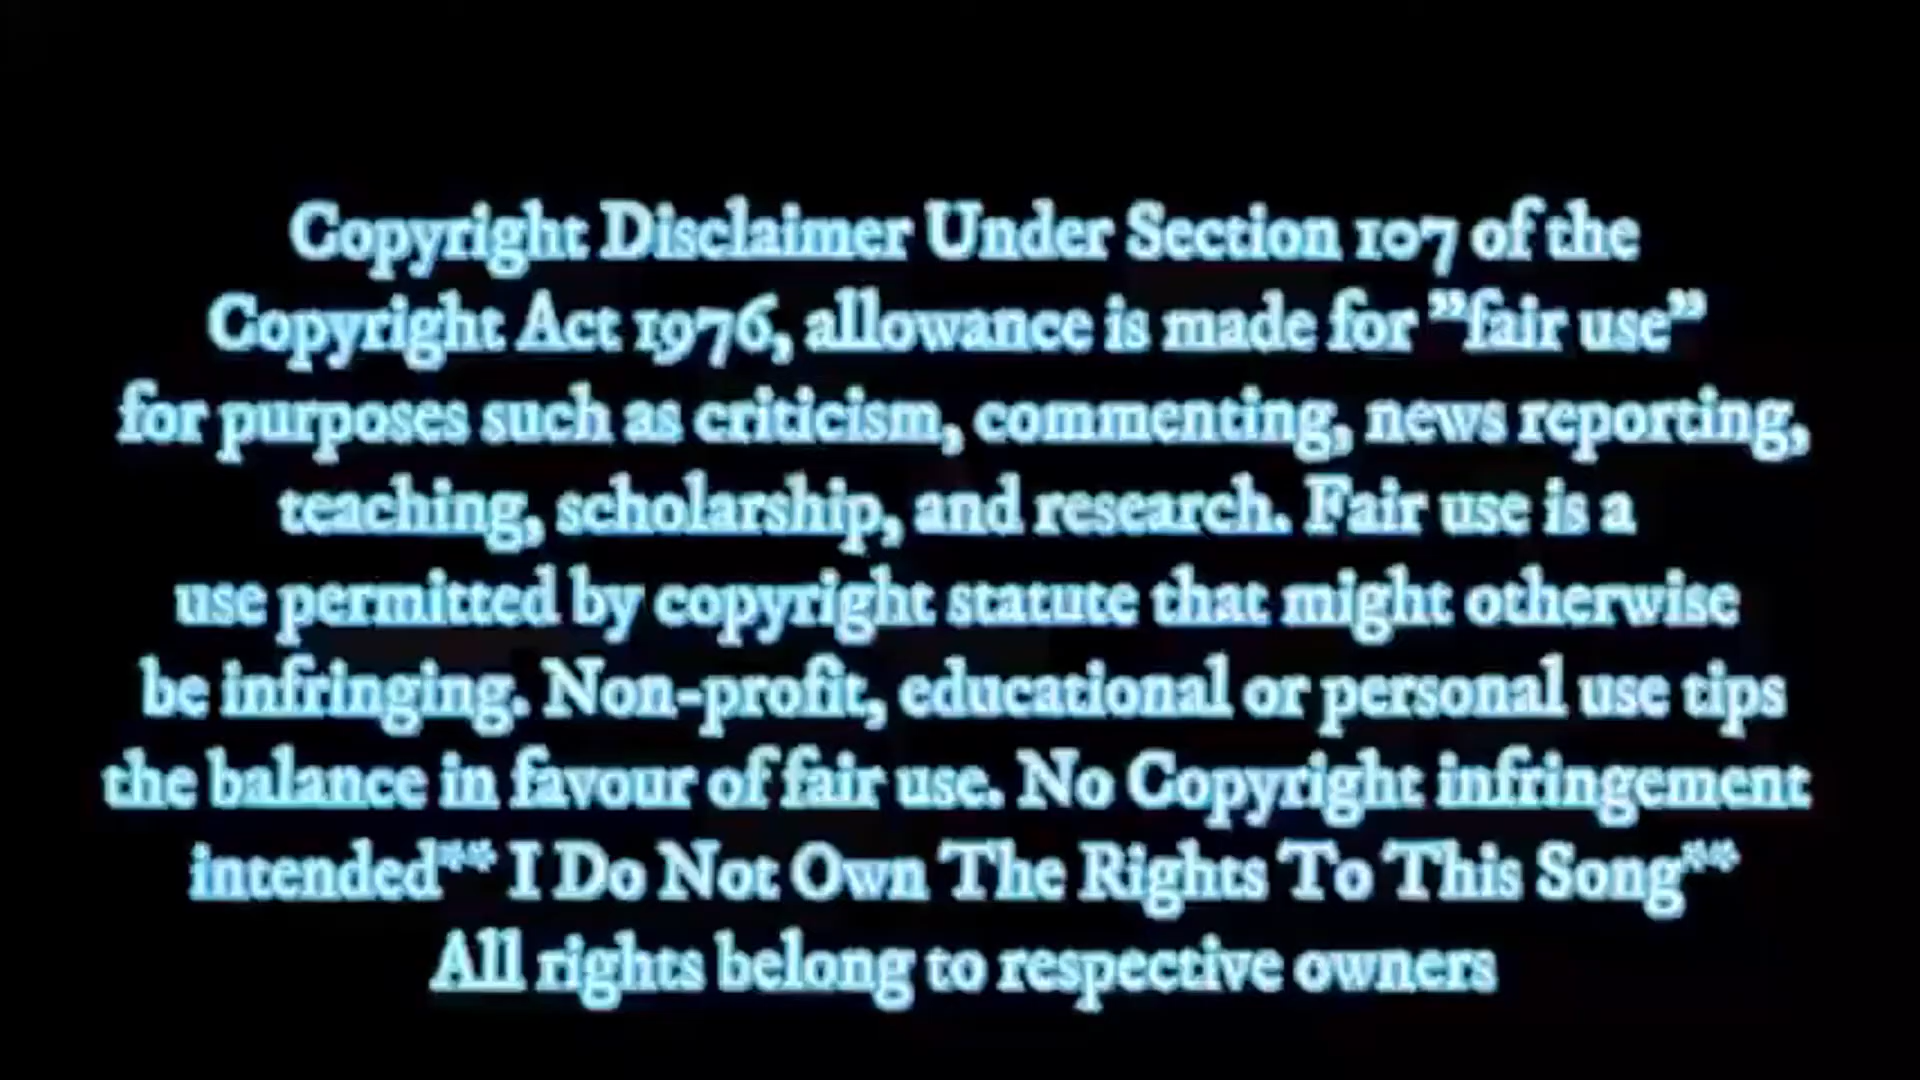 Copyright Disclaimer Under Section 107 of the
Copyright Act 1976, allowance is made for ”fair use”
for purposes such as criticism, commenting, news reporting,
teaching, scholarship, and research. Fair use is a
use permitted by copyright statute that might otherwise
be infringing. Non-profit, educational or personal use tips
the balance in favour of fair use. No Copyright infringement
intended** I Do Not Own The Rights To This Song**
All rights belong to respective owners